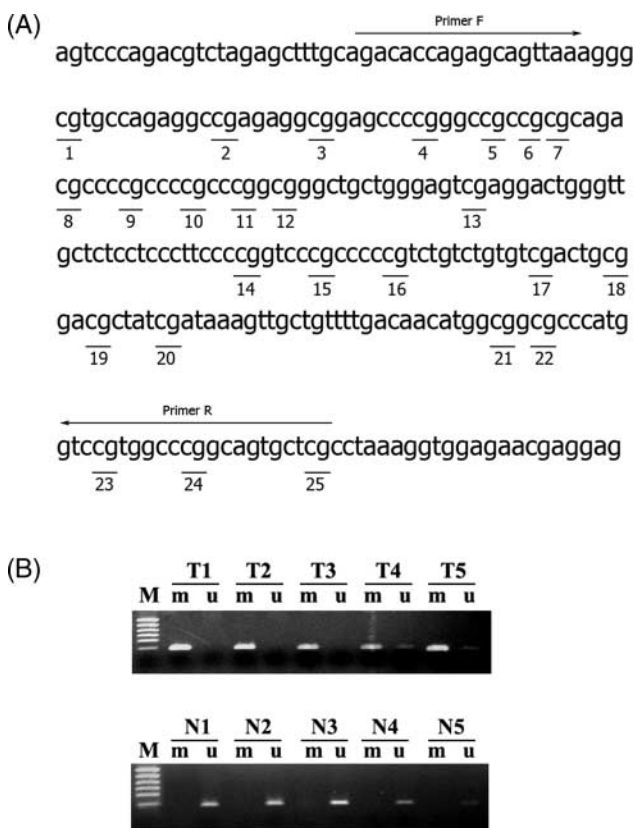 (A)
Primer F
agtcccagacgtctagagctttgcagacaccagagcagttaaaggg
cgtgccagaggccgagaggcggagccccgggccgccgcgcaga
1 2 3 4 5 6 7
cgccccgccccgcccggcgggctgctgggagtcgaggactgggtt
8 9 10 11 12 13
gctctcctcccttccccggtcccgcccccgtctgtctgtgtcgactgcg
14 15 16 17 18
gacgctatcgataaagttgctgttttgacaacatggcggcgcccatg
19 20 21 22
Primer R
gtccgtggcccggcagtgctcgcctaaaggtggagaacgaggag
23 24 25
(B)
T1 T2 T3 T4 T5
M m u m u m u m u m u
N1 N2 N3 N4 N5
M m u m u m u m u m u